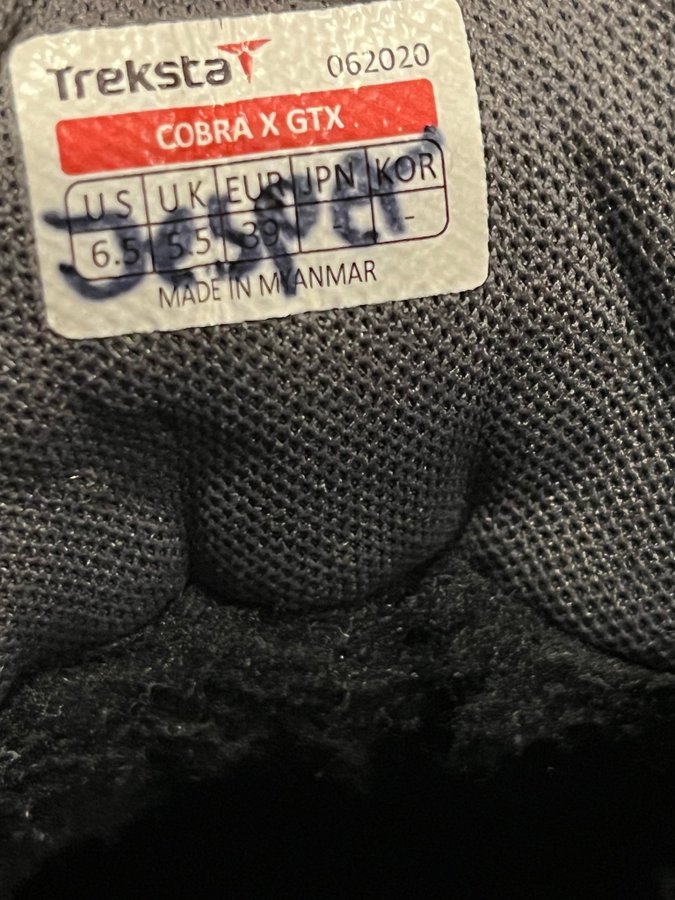 Treksta 062020
COBRA X GTX
US UK EUR JPN KOR
6.5 5.5 39 - -
MADE IN MYANMAR